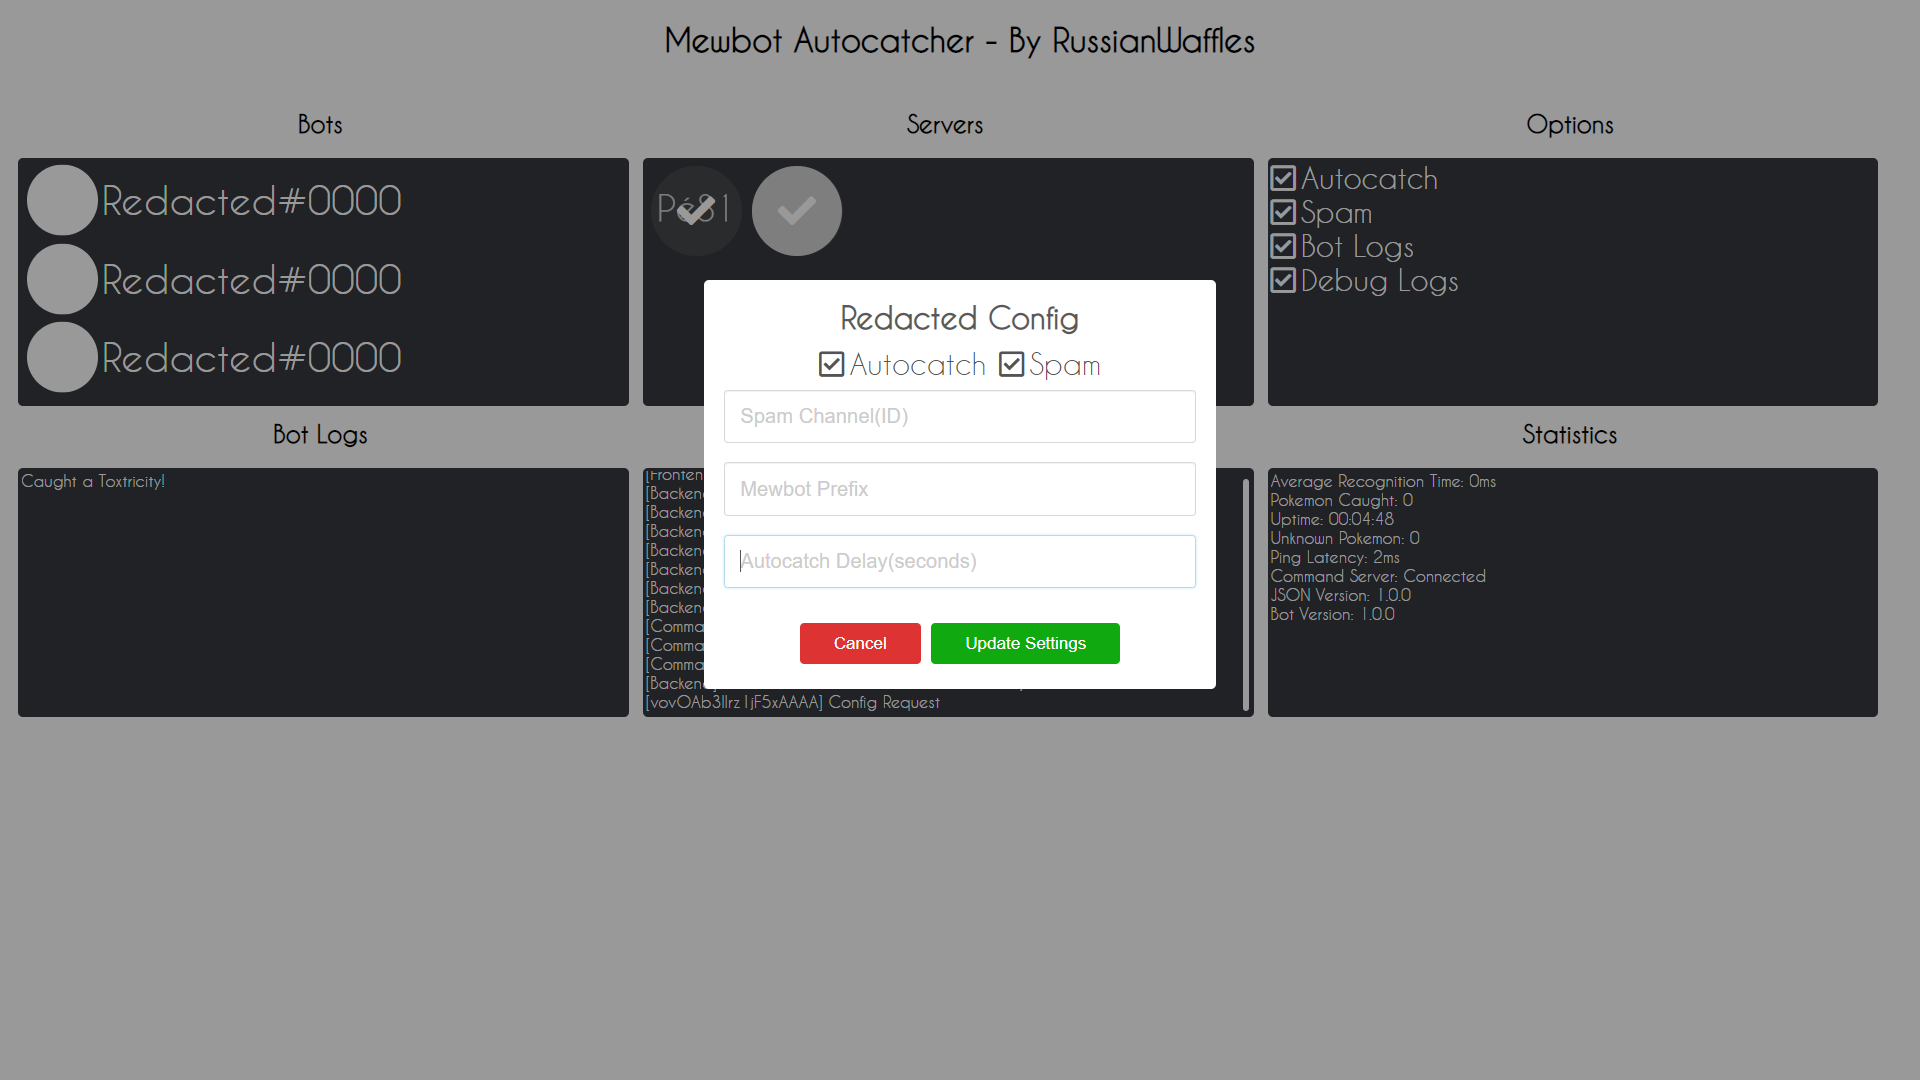 Mewbot Autocatcher - By RussianWaffles
Bots
Redacted#0000
Redacted#0000
Redacted#0000
Servers
PéS1
Options
Autocatch
Spam
Bot Logs
Debug Logs
Redacted Config
Autocatch Spam
Spam Channel(ID)
Mewbot Prefix
Autocatch Delay(seconds)
Cancel Update Settings
Bot Logs
Caught a Toxtricity!
[Fronten
[Backen
[Backen
[Backen
[Backen
[Backen
[Backen
[Backen
[Comma
[Comma
[Comma
[Backen
Config Request
Statistics
Average Recognition Time: 0ms
Pokemon Caught: 0
Uptime: 00:04:48
Unknown Pokemon: 0
Ping Latency: 2ms
Command Server: Connected
JSON Version: 1.0.0
Bot Version: 1.0.0